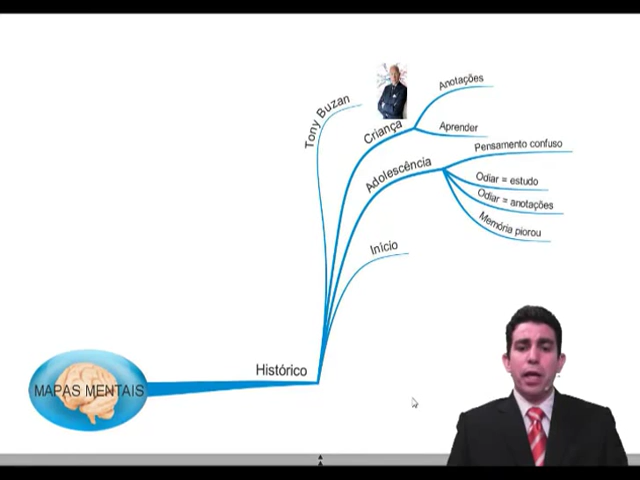 Tony Buzan
Criança
Anotações
Aprender
Adolescência
Pensamento confuso
Odiar = estudo
Odiar = anotações
Memória piorou
Início
Histórico
MAPAS MENTAIS